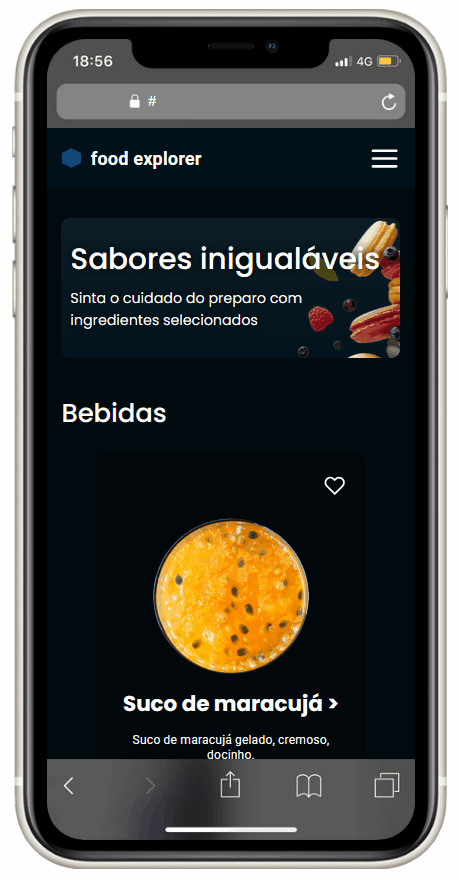 18:56
4G
#
food explorer
Sabores inigualáveis
Sinta o cuidado do preparo com
ingredientes selecionados
Bebidas
Suco de maracujá >
Suco de maracujá gelado, cremoso,
docinho.